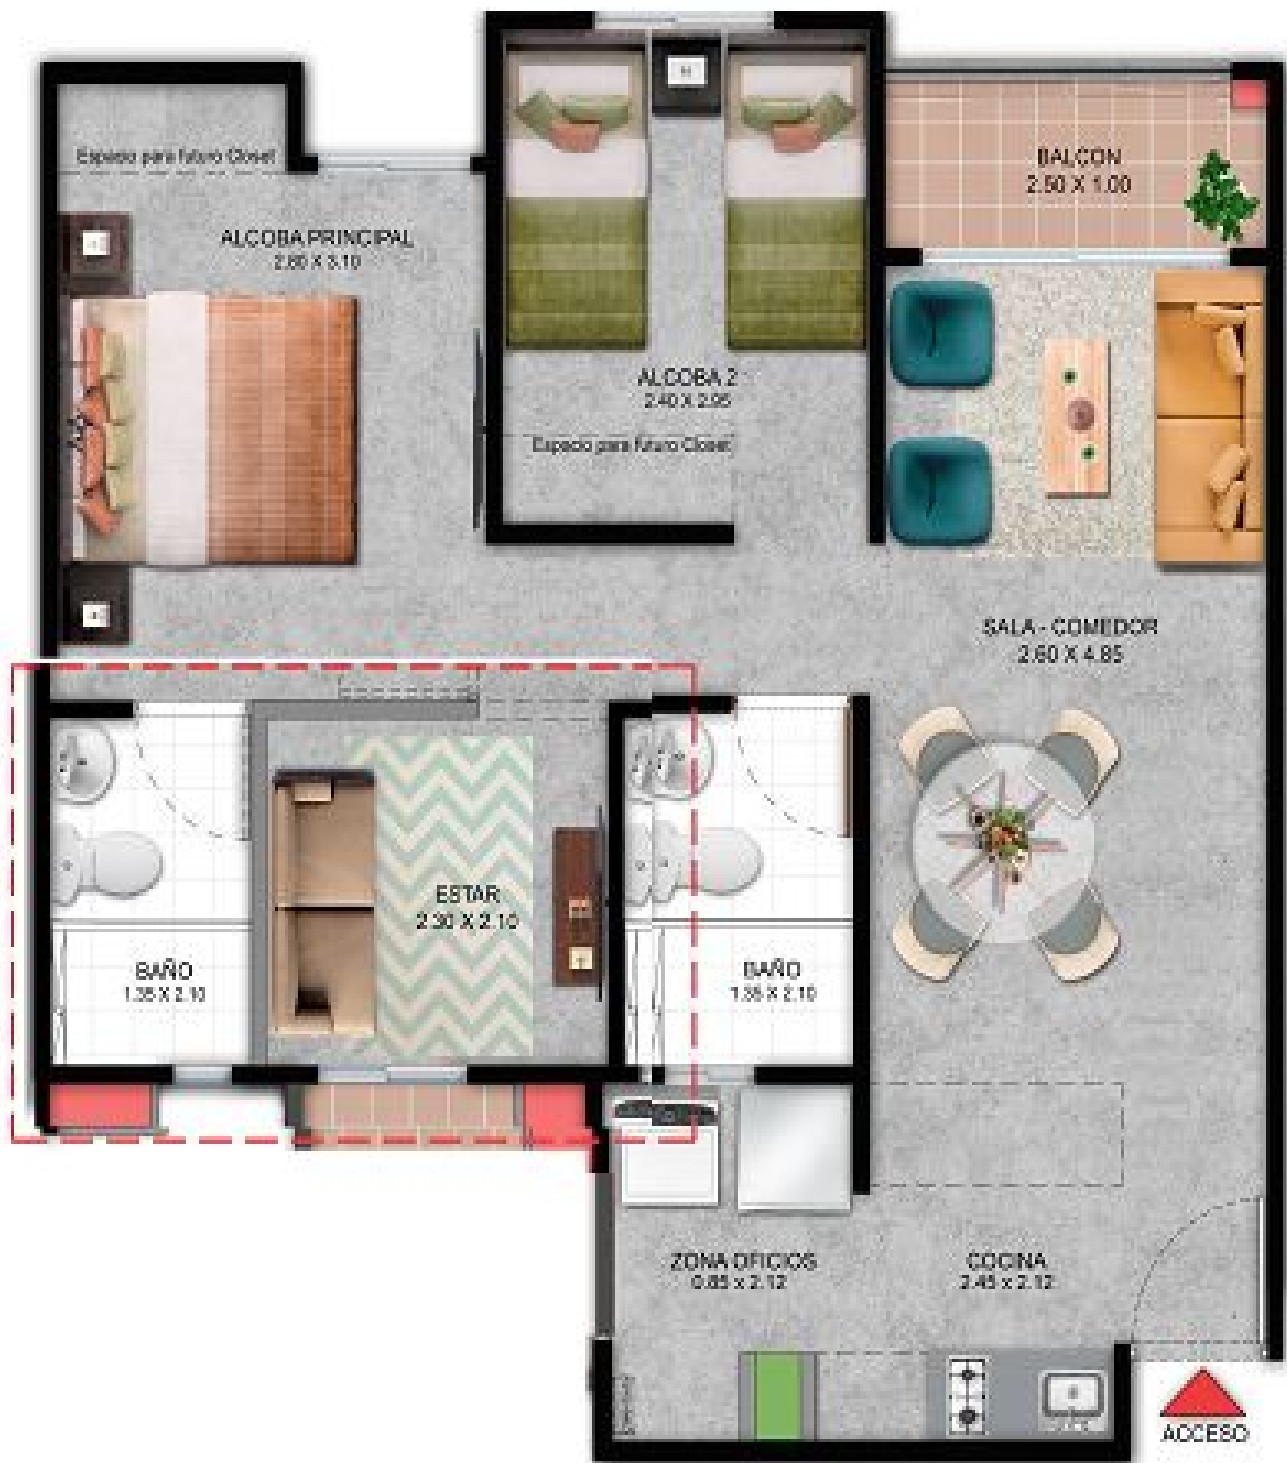 Espacio para futuro Closet
ALCOBA PRINCIPAL
2.80 X 3.10
BALCON
2.50 X 1.00
ALCOBA 2
2.40 X 2.95
Espacio para futuro Closet
SALA - COMEDOR
2.60 X 4.85
ESTAR
2.30 X 2.10
BAÑO
1.35 X 2.10
BAÑO
1.35 X 2.10
ZONA OFICIOS
0.85 x 2.12
COCINA
2.45 x 2.12
ACCESO